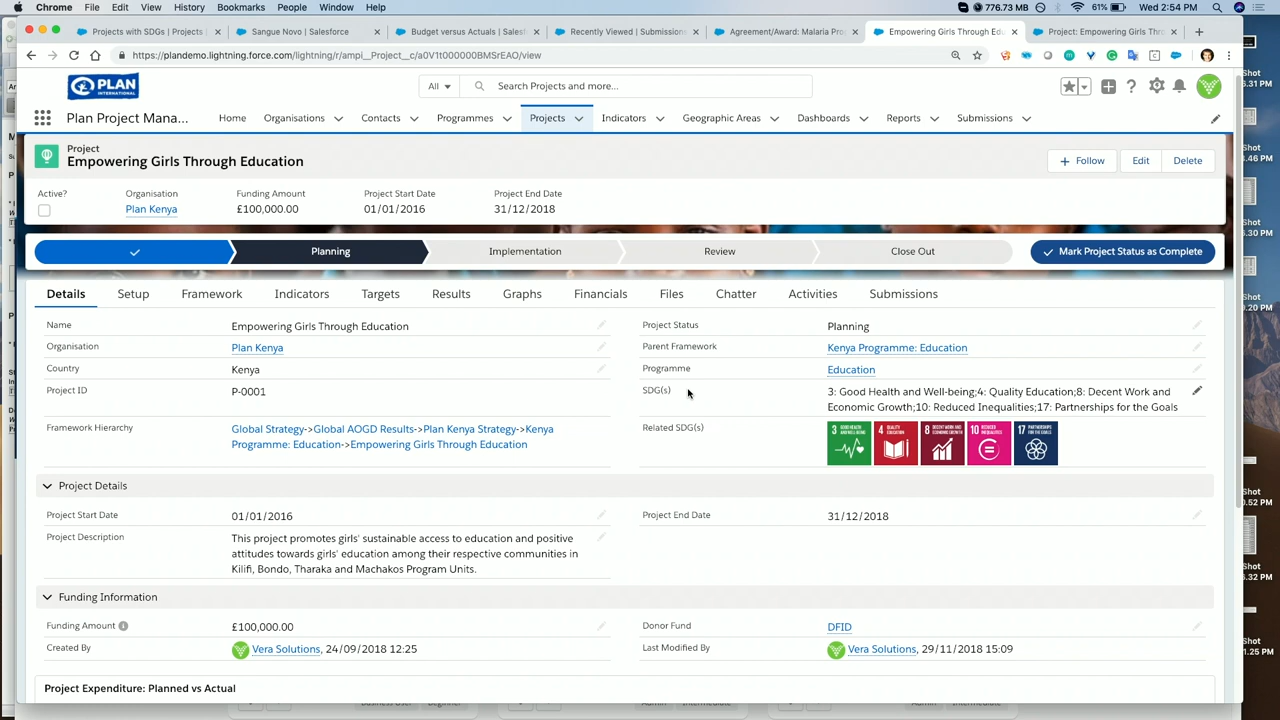 Chrome File Edit View History Bookmarks People Window Help 776.73 MB 61% Wed 2:54 PM
Projects with SDGs | Projects Sangue Novo | Salesforce Budget versus Actuals | Sales Recently Viewed | Submission Agreement/Award: Malaria Pro Empowering Girls Through Edu Project: Empowering Girls Thr
https://plandemo.lightning.force.com/lightning/r/ampi__Project__c/a0V1t000000BMSrEAO/view
PLAN
INTERNATIONAL
All Search Projects and more...
Plan Project Mana... Home Organisations Contacts Programmes Projects Indicators Geographic Areas Dashboards Reports Submissions
Project
Empowering Girls Through Education
+ Follow Edit Delete
Active? Organisation Funding Amount Project Start Date Project End Date
Plan Kenya £100,000.00 01/01/2016 31/12/2018
Planning Implementation Review Close Out Mark Project Status as Complete
Details Setup Framework Indicators Targets Results Graphs Financials Files Chatter Activities Submissions
Name Empowering Girls Through Education Project Status Planning
Organisation Plan Kenya Parent Framework Kenya Programme: Education
Country Kenya Programme Education
Project ID P-0001 SDG(s) 3: Good Health and Well-being;4: Quality Education;8: Decent Work and
Economic Growth;10: Reduced Inequalities;17: Partnerships for the Goals
Framework Hierarchy Global Strategy->Global AOGD Results->Plan Kenya Strategy->Kenya
Programme: Education->Empowering Girls Through Education
Related SDG(s) 3 4 8 10 17
Project Details
Project Start Date 01/01/2016 Project End Date 31/12/2018
Project Description This project promotes girls' sustainable access to education and positive
attitudes towards girls' education among their respective communities in
Kilifi, Bondo, Tharaka and Machakos Program Units.
Funding Information
Funding Amount £100,000.00 Donor Fund DFID
Created By Vera Solutions, 24/09/2018 12:25 Last Modified By Vera Solutions, 29/11/2018 15:09
Project Expenditure: Planned vs Actual